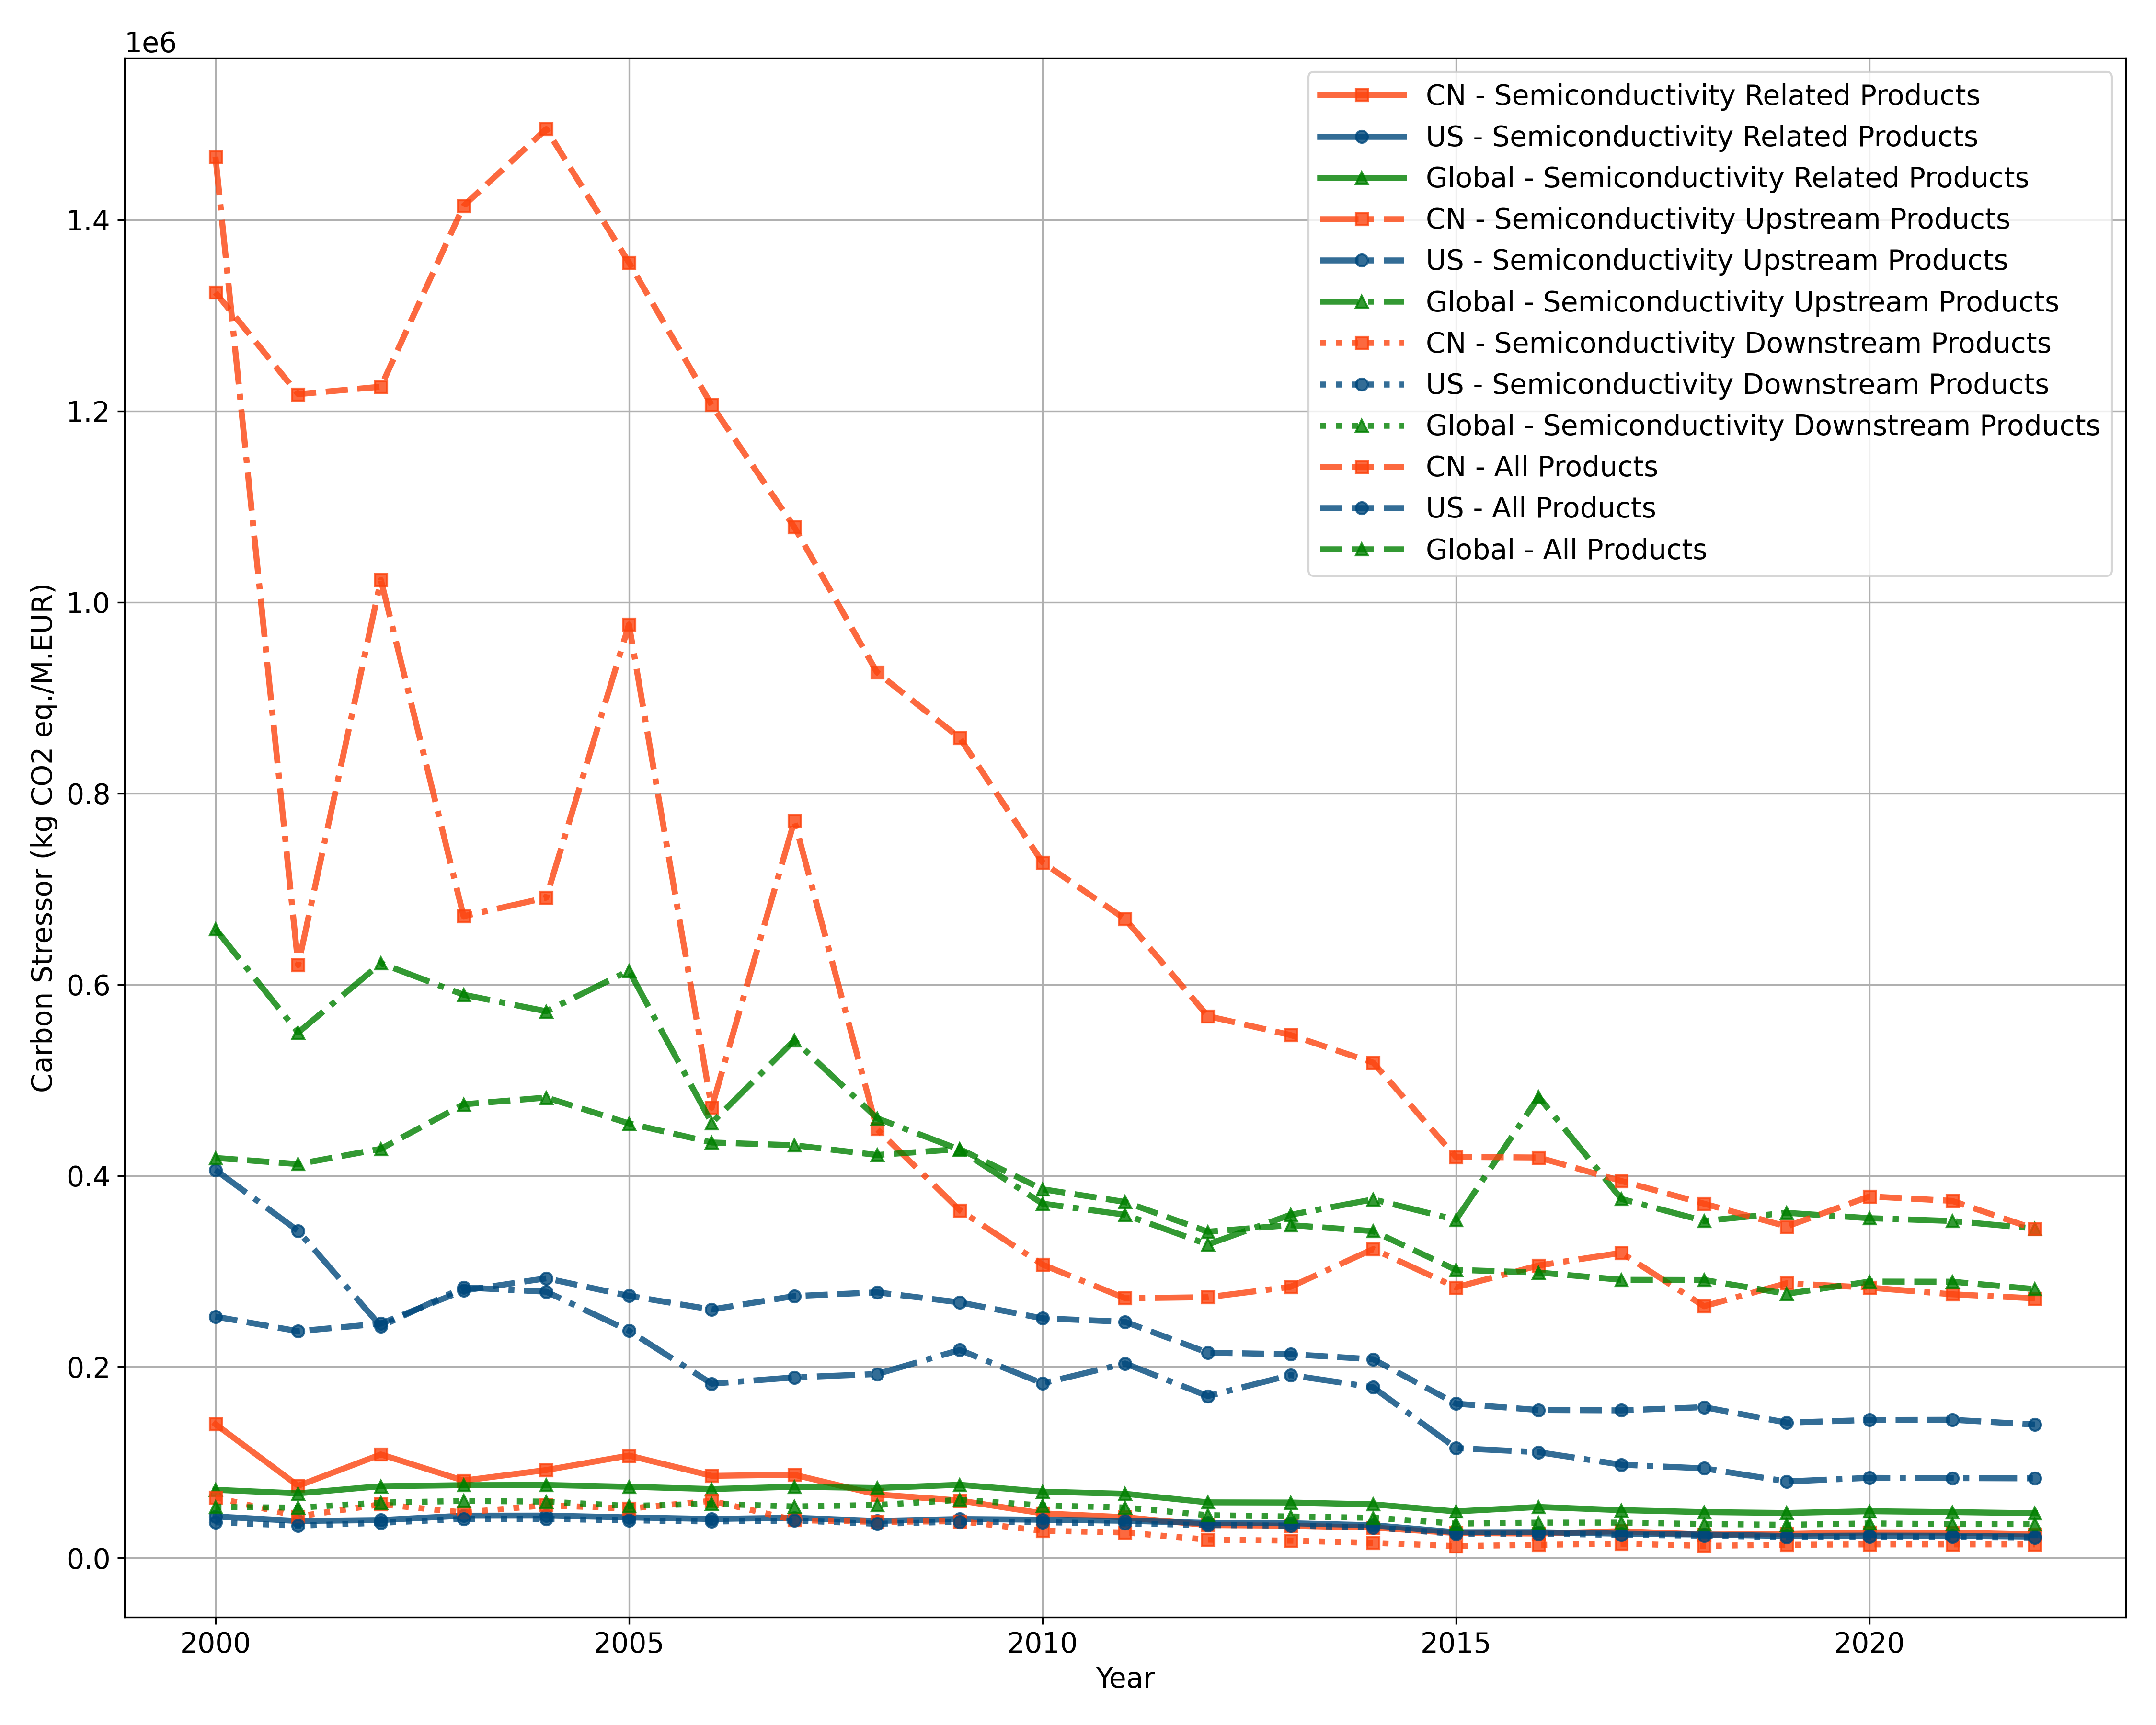 1e6
CN - Semiconductivity Related Products
US - Semiconductivity Related Products
Global - Semiconductivity Related Products
CN - Semiconductivity Upstream Products
US - Semiconductivity Upstream Products
Global - Semiconductivity Upstream Products
CN - Semiconductivity Downstream Products
US - Semiconductivity Downstream Products
Global - Semiconductivity Downstream Products
CN - All Products
US - All Products
Global - All Products
1.4
1.2
1.0
0.8
0.6
0.4
0.2
0.0
Carbon Stressor (kg CO2 eq./M.EUR)
2000 2005 2010 2015 2020
Year